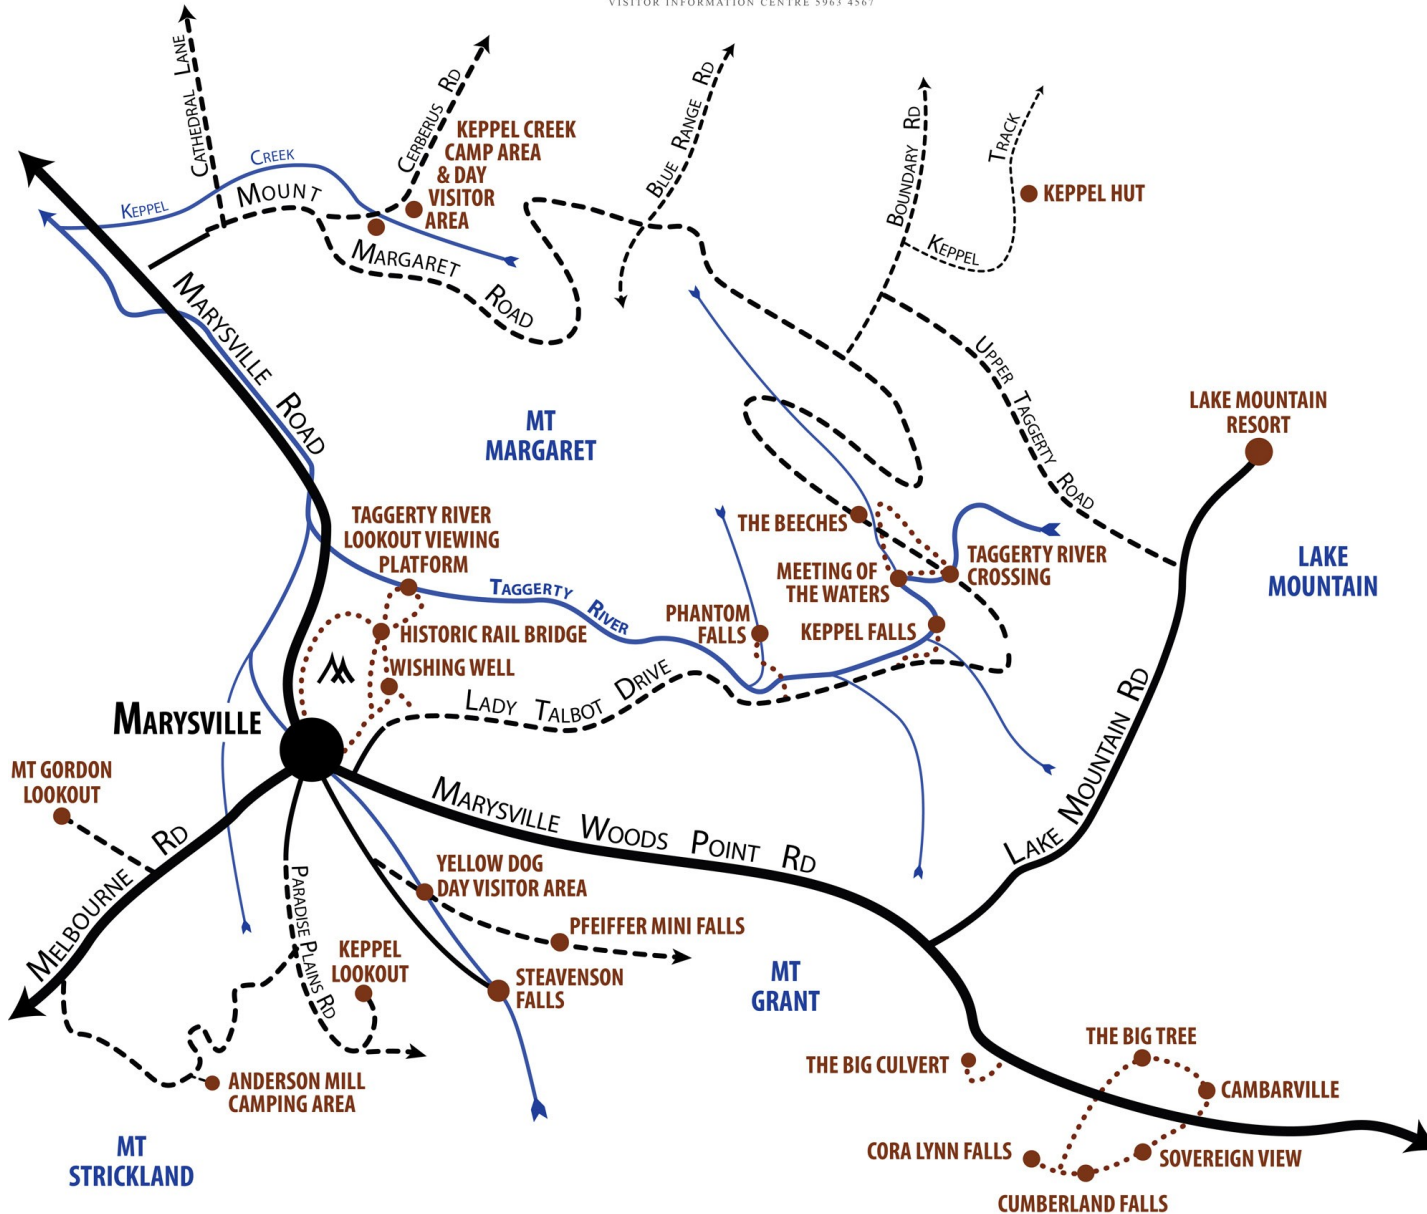 VISITOR INFORMATION CENTRE 5963 4567
CATHEDRAL LANE
CERBERUS RD
BLUE RANGE RD
BOUNDARY RD
TRACK
KEPPEL
KEPPEL HUT
KEPPEL CREEK
CAMP AREA
& DAY
VISITOR
AREA
KEPPEL
CREEK
MOUNT
MARGARET
ROAD
MARYSVILLE ROAD
UPPER TAGGERTY ROAD
MT
MARGARET
LAKE MOUNTAIN
RESORT
TAGGERTY RIVER
LOOKOUT VIEWING
PLATFORM
THE BEECHES
TAGGERTY RIVER
CROSSING
LAKE
MOUNTAIN
MEETING OF
THE WATERS
TAGGERTY
RIVER
PHANTOM
FALLS
KEPPEL FALLS
HISTORIC RAIL BRIDGE
WISHING WELL
LADY TALBOT DRIVE
MARYSVILLE
LAKE MOUNTAIN RD
MT GORDON
LOOKOUT
MARYSVILLE WOODS POINT RD
MELBOURNE RD
PARADISE PLAINS RD
YELLOW DOG
DAY VISITOR AREA
PFEIFFER MINI FALLS
KEPPEL
LOOKOUT
STEAVENSON
FALLS
MT
GRANT
ANDERSON MILL
CAMPING AREA
THE BIG TREE
THE BIG CULVERT
CAMBARVILLE
MT
STRICKLAND
CORA LYNN FALLS
SOVEREIGN VIEW
CUMBERLAND FALLS